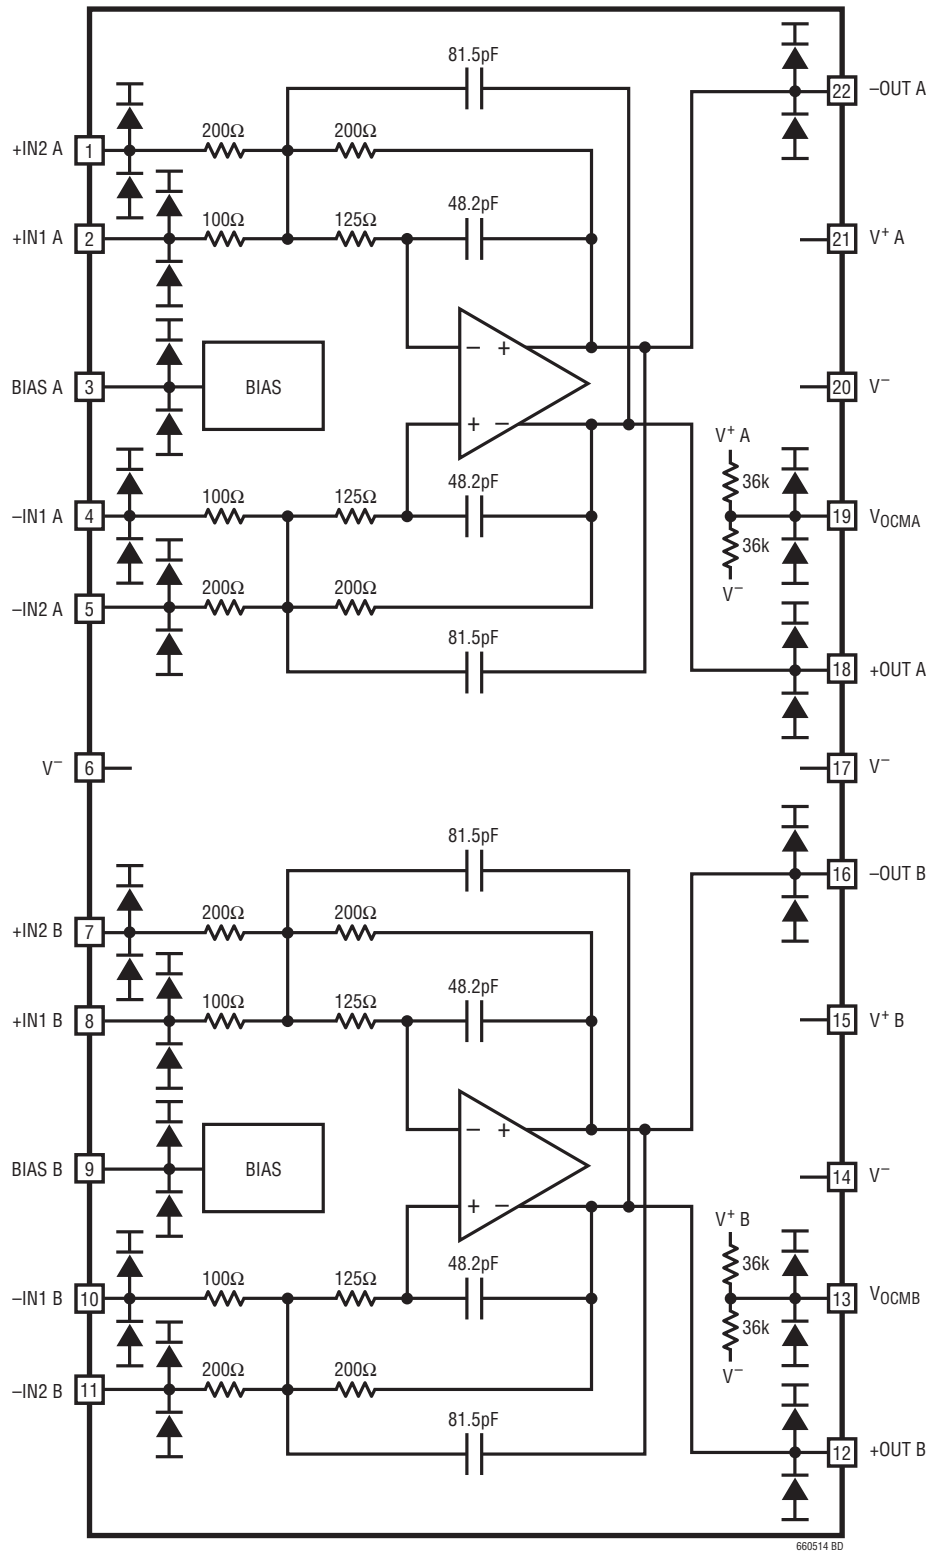 81.5pF
22 –OUT A
200Ω 200Ω
+IN2 A 1
48.2pF
100Ω 125Ω
+IN1 A 2
21 V+ A
– +
BIAS A 3 BIAS
20 V–
+ –
V+ A
48.2pF
100Ω 125Ω 36k
–IN1 A 4
19 VOCMA
36k
200Ω 200Ω
V–
–IN2 A 5
81.5pF
18 +OUT A
V– 6
17 V–
81.5pF
16 –OUT B
200Ω 200Ω
+IN2 B 7
48.2pF
100Ω 125Ω
+IN1 B 8
15 V+ B
– +
BIAS B 9 BIAS
14 V–
+ –
V+ B
48.2pF
100Ω 125Ω 36k
–IN1 B 10
13 VOCMB
36k
200Ω 200Ω
V–
–IN2 B 11
81.5pF
12 +OUT B
660514 BD